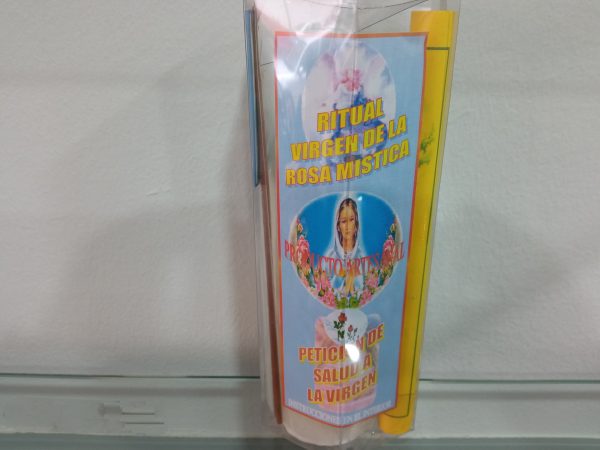 RITUAL
VIRGEN DE LA
ROSA MISTICA
PRODUCTO ARTESANAL
PETICION DE
SALUD A
LA VIRGEN
INSTRUCCIONES EN EL INTERIOR